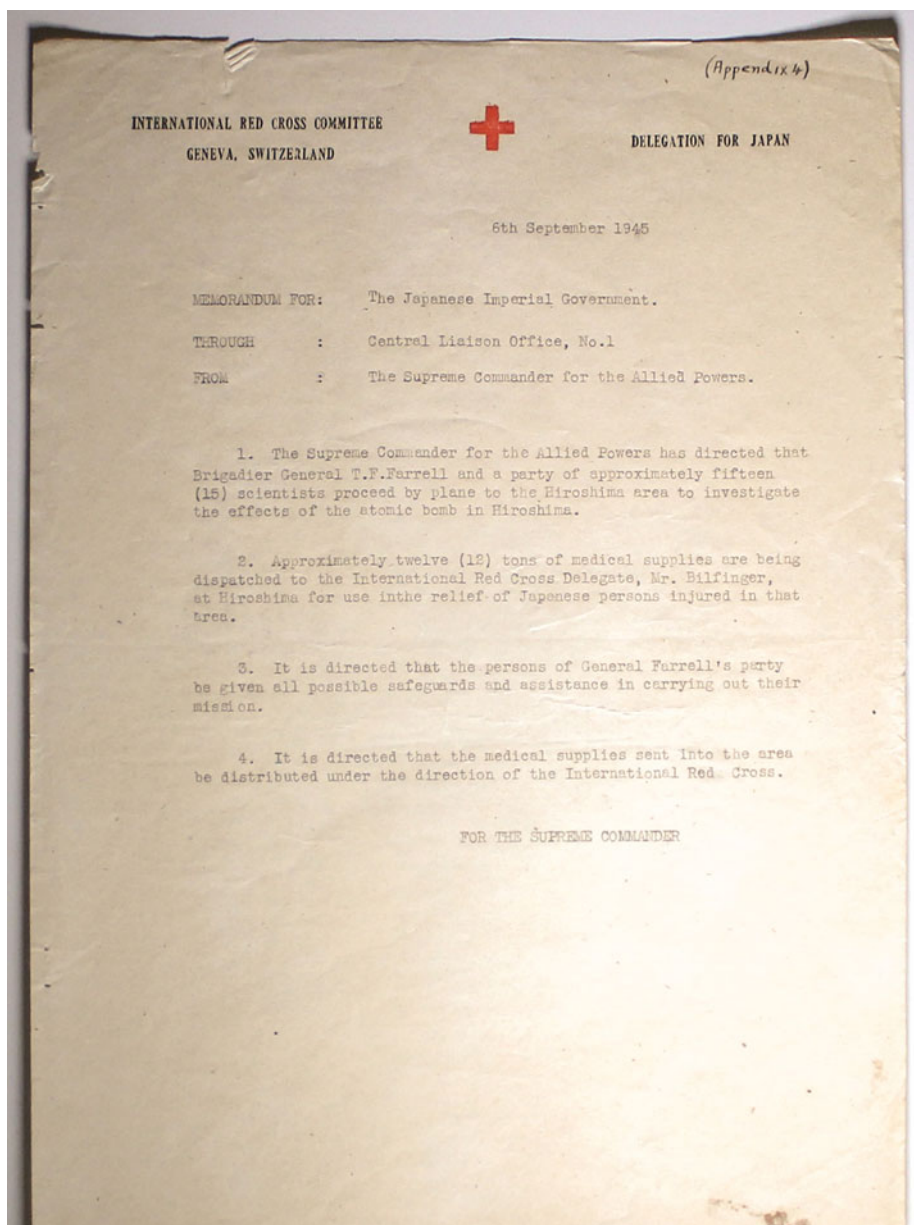 (Appendix 4)
INTERNATIONAL RED CROSS COMMITTEE
GENEVA, SWITZERLAND
DELEGATION FOR JAPAN
6th September 1945
MEMORANDUM FOR: The Japanese Imperial Government.
THROUGH : Central Liaison Office, No.1
FROM : The Supreme Commander for the Allied Powers.
1. The Supreme Commander for the Allied Powers has directed that
Brigadier General T.F.Farrell and a party of approximately fifteen
(15) scientists proceed by plane to the Hiroshima area to investigate
the effects of the atomic bomb in Hiroshima.
2. Approximately twelve (12) tons of medical supplies are being
dispatched to the International Red Cross Delegate, Mr. Bilfinger,
at Hiroshima for use inthe relief of Japanese persons injured in that
area.
3. It is directed that the persons of General Farrell's party
be given all possible safeguards and assistance in carrying out their
mission.
4. It is directed that the medical supplies sent into the area
be distributed under the direction of the International Red Cross.
FOR THE SUPREME COMMANDER